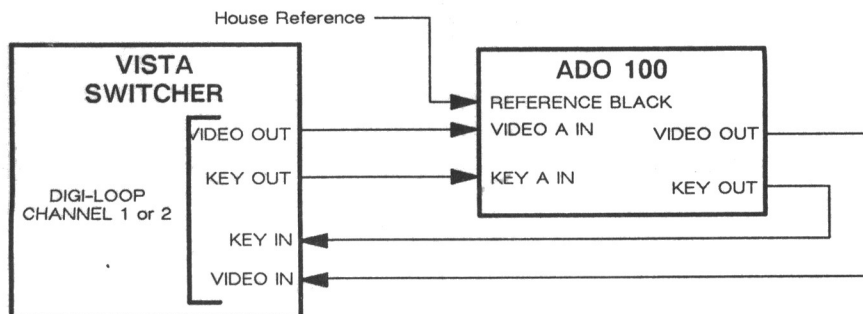 House Reference
VISTA
SWITCHER
VIDEO OUT
KEY OUT
DIGI-LOOP
CHANNEL 1 or 2
KEY IN
VIDEO IN
ADO 100
REFERENCE BLACK
VIDEO A IN
VIDEO OUT
KEY A IN
KEY OUT